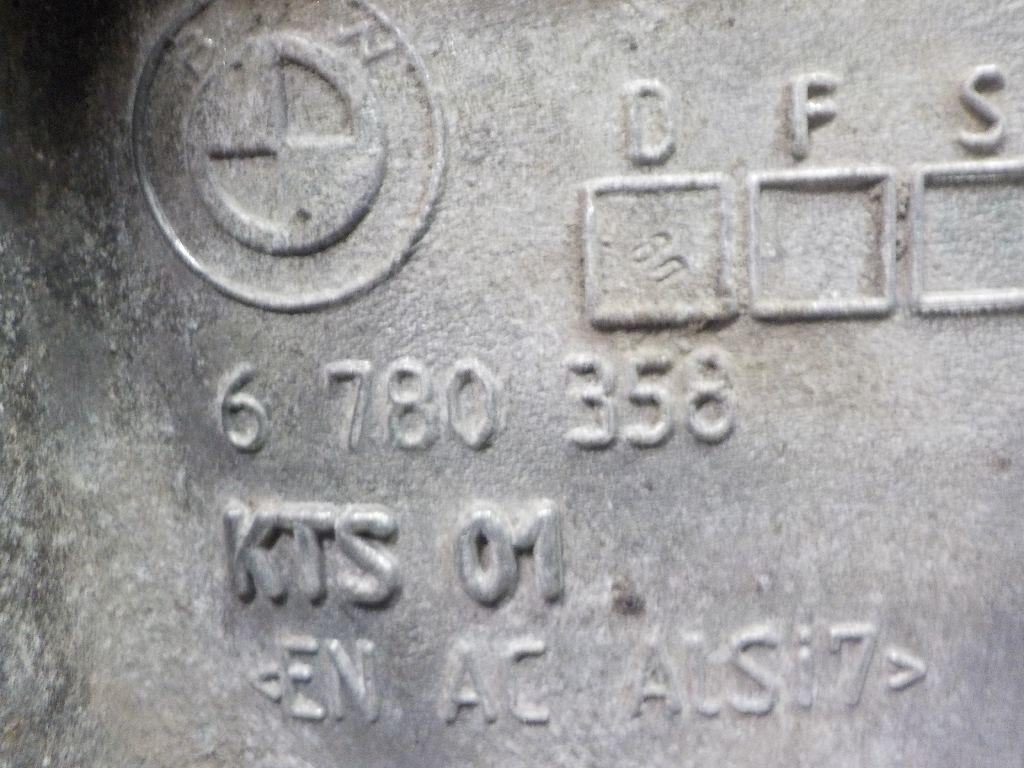 D F S
6 780 358
KTS 01
<EN AC AlSi7>